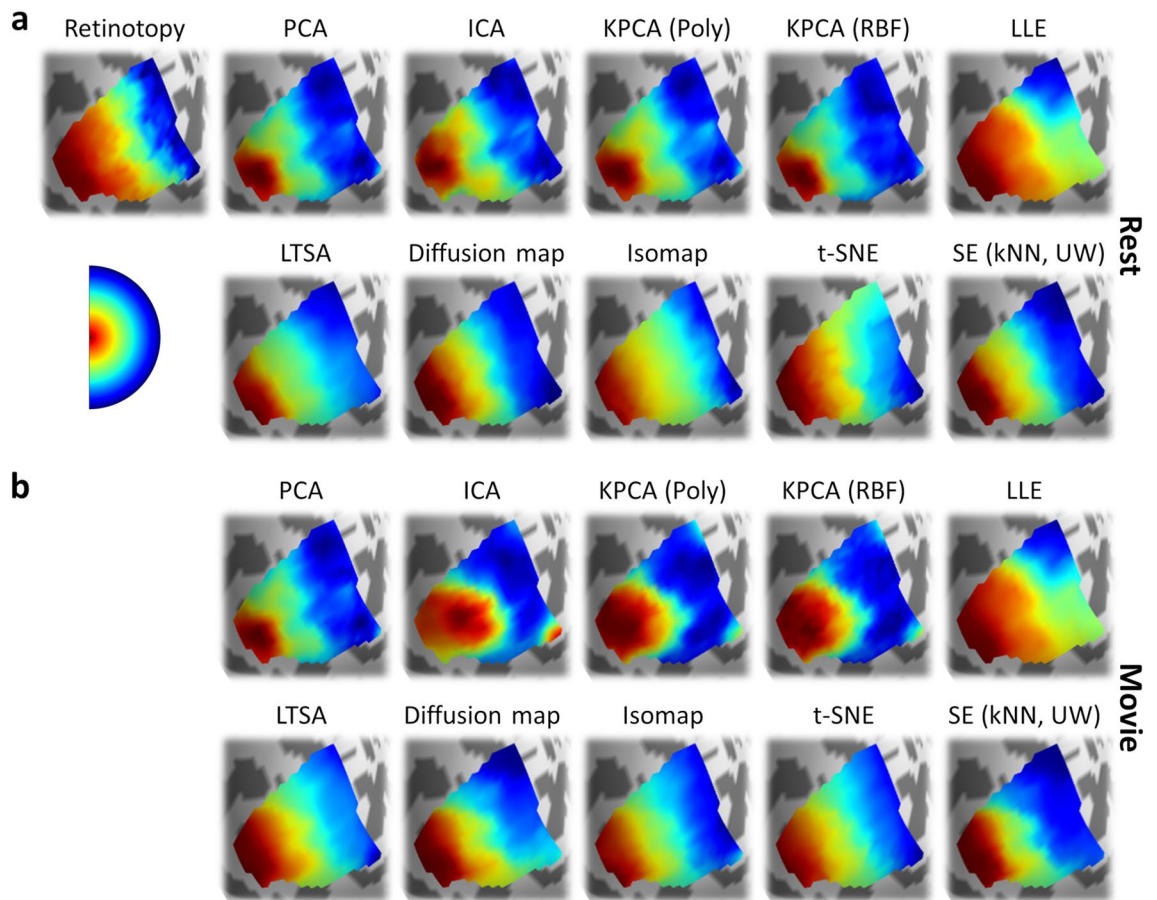 a
Retinotopy PCA ICA KPCA (Poly) KPCA (RBF) LLE
Rest
LTSA Diffusion map Isomap t-SNE SE (kNN, UW)
b
PCA ICA KPCA (Poly) KPCA (RBF) LLE
Movie
LTSA Diffusion map Isomap t-SNE SE (kNN, UW)